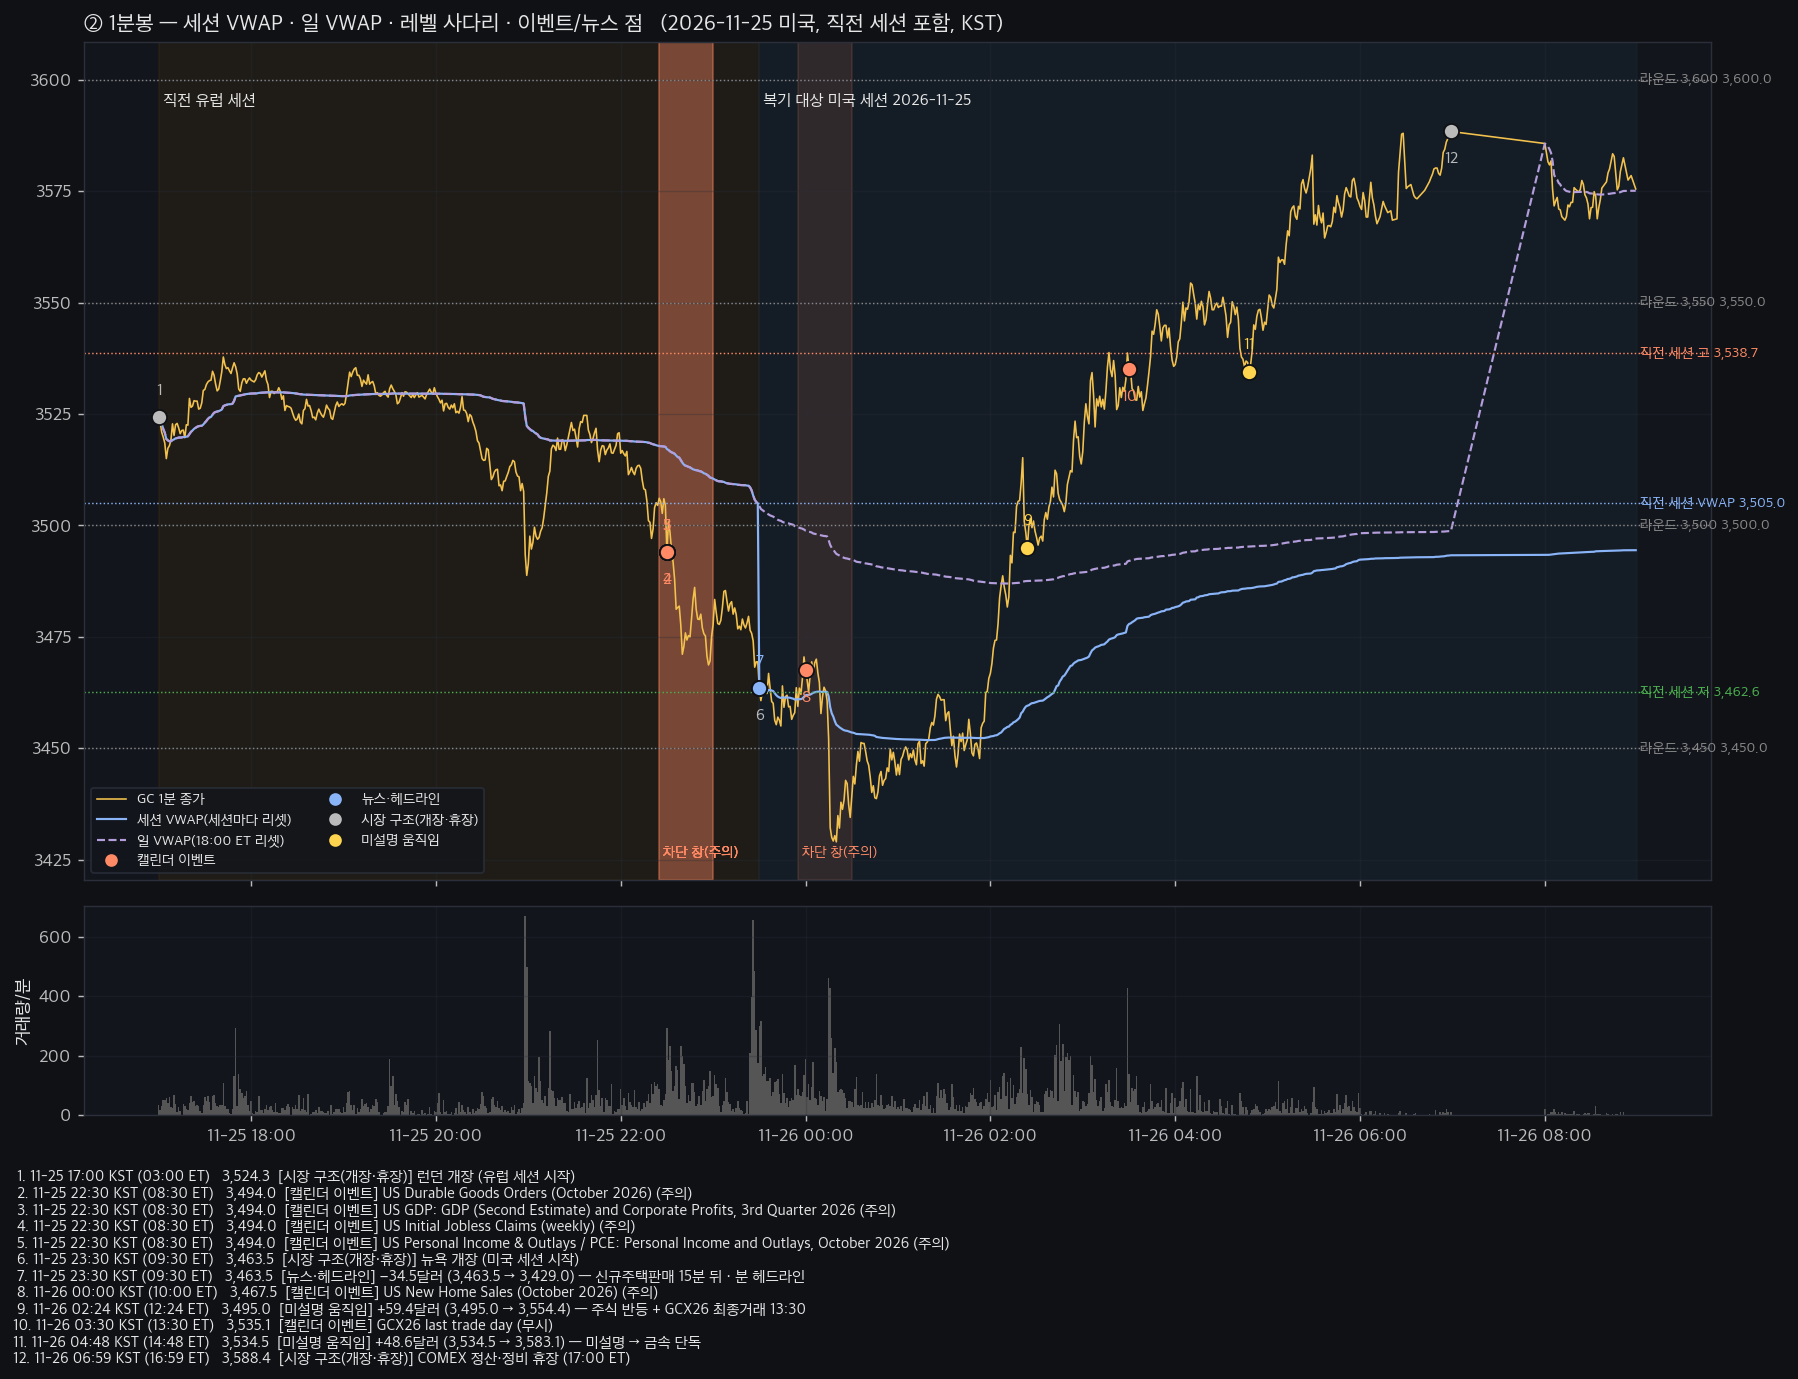 ② 1분봉 — 세션 VWAP · 일 VWAP · 레벨 사다리 · 이벤트/뉴스 점 (2026-11-25 미국, 직전 세션 포함, KST)
3600
3575
3550
3525
3500
3475
3450
3425
직전 유럽 세션
복기 대상 미국 세션 2026-11-25
라운드 3,600 3,600.0
라운드 3,550 3,550.0
직전 세션 고 3,538.7
직전 세션 VWAP 3,505.0
라운드 3,500 3,500.0
직전 세션 저 3,462.6
라운드 3,450 3,450.0
1
6
7
8
9
10
11
12
차단 창(주의)
차단 창(주의)
GC 1분 종가
세션 VWAP(세션마다 리셋)
일 VWAP(18:00 ET 리셋)
캘린더 이벤트
뉴스·헤드라인
시장 구조(개장·휴장)
미설명 움직임
거래량/분
600
400
200
0
11-25 18:00
11-25 20:00
11-25 22:00
11-26 00:00
11-26 02:00
11-26 04:00
11-26 06:00
11-26 08:00
1. 11-25 17:00 KST (03:00 ET) 3,524.3 [시장 구조(개장·휴장)] 런던 개장 (유럽 세션 시작)
2. 11-25 22:30 KST (08:30 ET) 3,494.0 [캘린더 이벤트] US Durable Goods Orders (October 2026) (주의)
3. 11-25 22:30 KST (08:30 ET) 3,494.0 [캘린더 이벤트] US GDP: GDP (Second Estimate) and Corporate Profits, 3rd Quarter 2026 (주의)
4. 11-25 22:30 KST (08:30 ET) 3,494.0 [캘린더 이벤트] US Initial Jobless Claims (weekly) (주의)
5. 11-25 22:30 KST (08:30 ET) 3,494.0 [캘린더 이벤트] US Personal Income & Outlays / PCE: Personal Income and Outlays, October 2026 (주의)
6. 11-25 23:30 KST (09:30 ET) 3,463.5 [시장 구조(개장·휴장)] 뉴욕 개장 (미국 세션 시작)
7. 11-25 23:30 KST (09:30 ET) 3,463.5 [뉴스·헤드라인] −34.5달러 (3,463.5 → 3,429.0) — 신규주택판매 15분 뒤 · 분 헤드라인
8. 11-26 00:00 KST (10:00 ET) 3,467.5 [캘린더 이벤트] US New Home Sales (October 2026) (주의)
9. 11-26 02:24 KST (12:24 ET) 3,495.0 [미설명 움직임] +59.4달러 (3,495.0 → 3,554.4) — 주식 반등 + GCX26 최종거래 13:30
10. 11-26 03:30 KST (13:30 ET) 3,535.1 [캘린더 이벤트] GCX26 last trade day (무시)
11. 11-26 04:48 KST (14:48 ET) 3,534.5 [미설명 움직임] +48.6달러 (3,534.5 → 3,583.1) — 미설명 → 금속 단독
12. 11-26 06:59 KST (16:59 ET) 3,588.4 [시장 구조(개장·휴장)] COMEX 정산·정비 휴장 (17:00 ET)